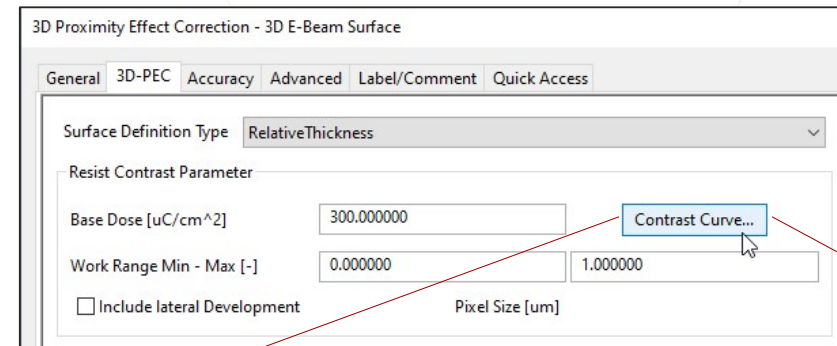 3D Proximity Effect Correction - 3D E-Beam Surface
General 3D-PEC Accuracy Advanced Label/Comment Quick Access
Surface Definition Type RelativeThickness
Resist Contrast Parameter
Base Dose [uC/cm^2] 300.000000 Contrast Curve...
Work Range Min - Max [-] 0.000000 1.000000
Include lateral Development Pixel Size [um]